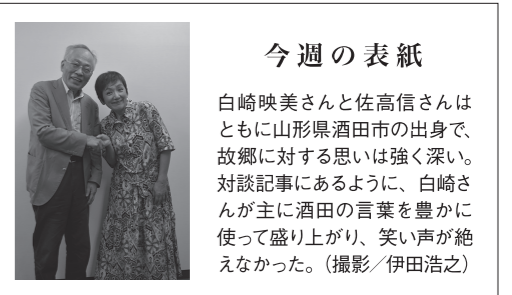 今週の表紙
白崎映美さんと佐高信さんは
ともに山形県酒田市の出身で、
故郷に対する思いは強く深い。
対談記事にあるように、白崎さ
んが主に酒田の言葉を豊かに
使って盛り上がり、笑い声が絶
えなかった。（撮影／伊田浩之）